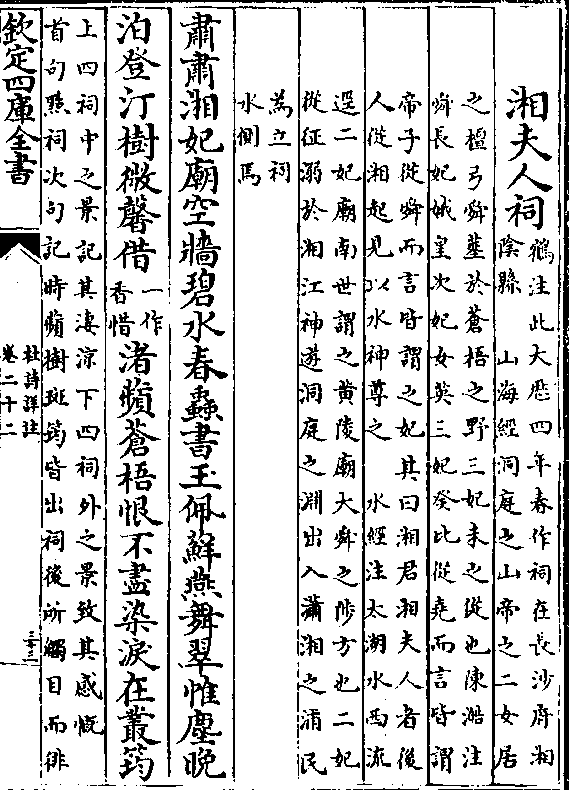 湘夫人祠
鶴注此大厯四年春作祠在長沙府湘
陰縣　山海經洞庭之山帝之二女居
之檀弓舜墓於蒼梧之野三妃未之從也陳澔注
舜長妃娥皇次妃女英三妃癸比從堯而言皆謂
帝子從舜而言皆謂之妃其曰湘君湘夫人者後
人從湘起見以水神尊之　水經注太湖水西流
逕二妃廟南世謂之黄陵廟大舜之陟方也二妃
從征溺於湘江神遊洞庭之淵出入瀟湘之浦民
為立祠
水側焉
肅肅湘妃廟空牆碧水春蟲書玉佩蘚燕舞翠帷塵晚
泊登汀樹微馨借一作香惜渚蘋蒼梧恨不盡染淚在叢筠
上四祠中之景記其凄涼下四祠外之景致其感慨
首句㸃祠次句記時蘋樹斑筠皆出祠後所觸目而徘
欽定四庫全書
杜詩詳注
卷二十二
三十二